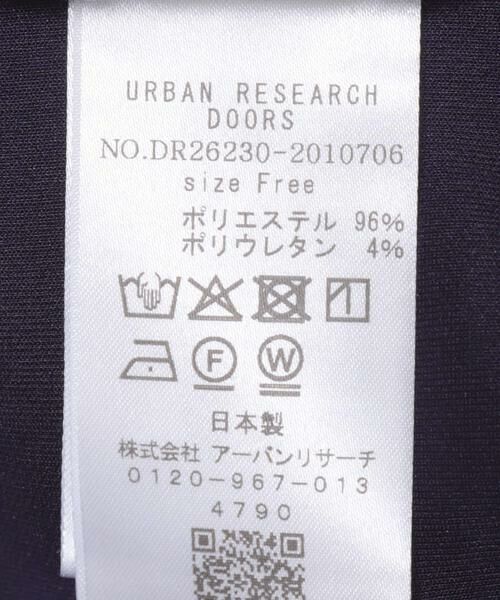 URBAN RESEARCH
DOORS
NO.DR26230-2010706
size Free
ポリエステル 96%
ポリウレタン 4%
F W
日本製
株式会社 アーバンリサーチ
0120-967-013
4790